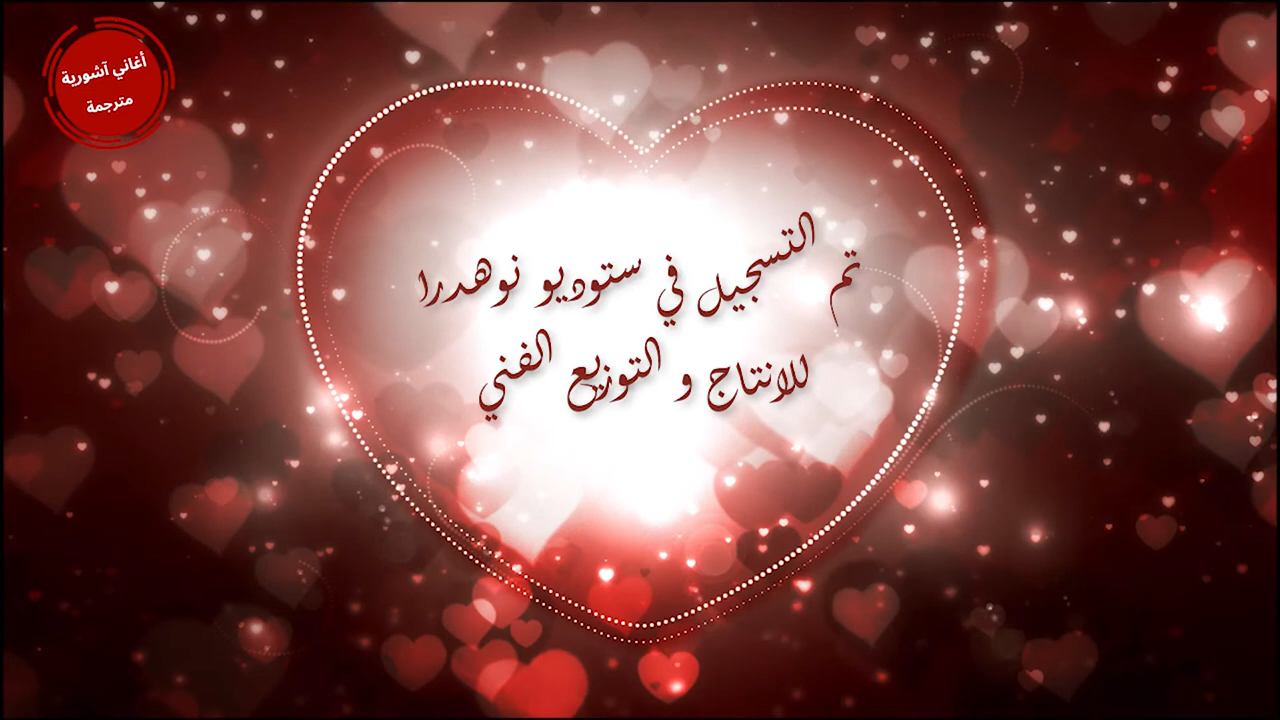 أغاني آشورية
مترجمة
تم التسجيل في ستوديو نوهدرا
للانتاج و التوزيع الفني